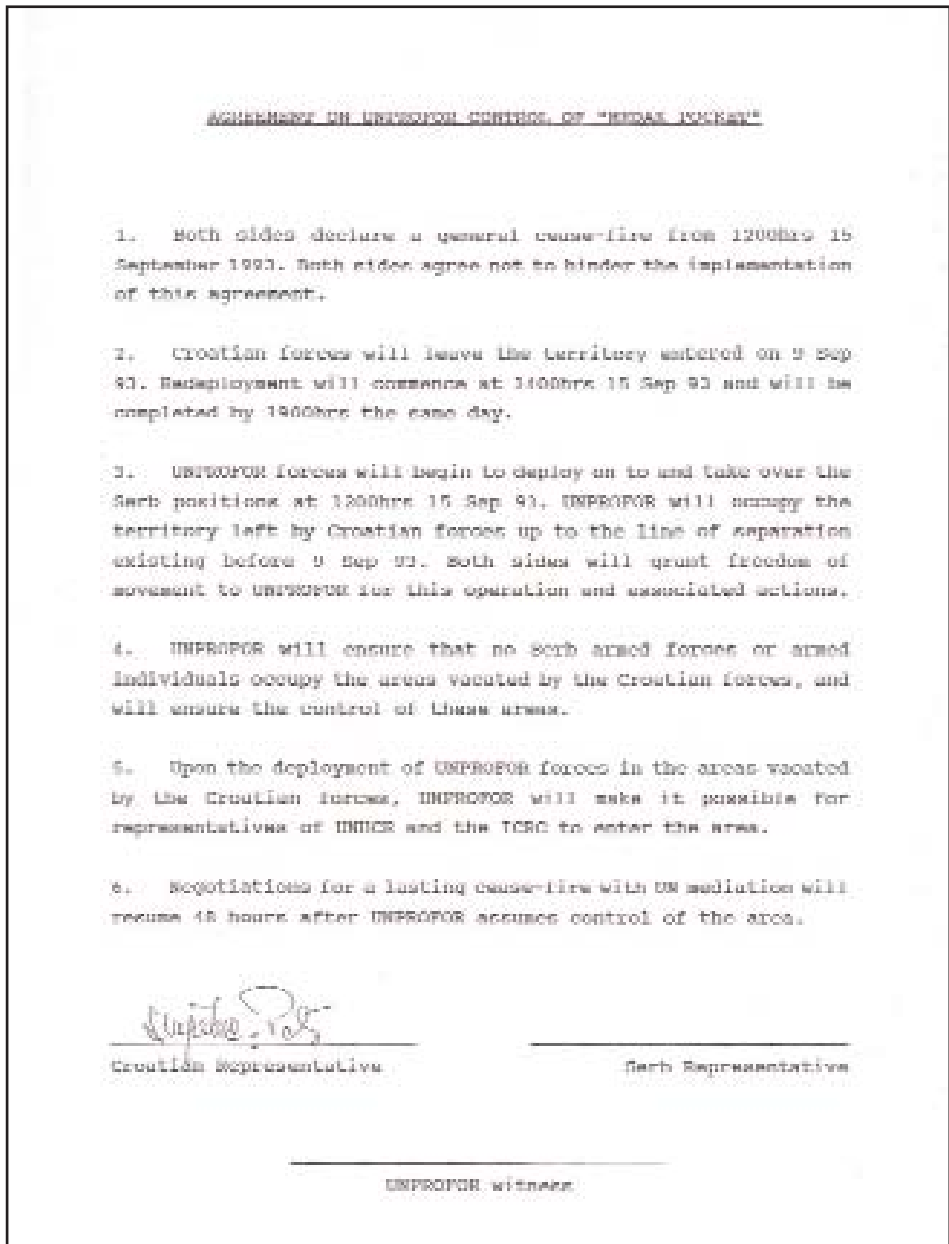 AGREEMENT ON UNPROFOR CONTROL OF "MEDAK POCKET"
1. Both sides declare a general cease-fire from 1200hrs 15
September 1993. Both sides agree not to hinder the implementation
of this agreement.
2. Croatian forces will leave the territory entered on 9 Sep
93. Redeployment will commence at 1400hrs 15 Sep 93 and will be
completed by 1900hrs the same day.
3. UNPROFOR forces will begin to deploy on to and take over the
Serb positions at 1200hrs 15 Sep 93. UNPROFOR will occupy the
territory left by Croatian forces up to the line of separation
existing before 9 Sep 93. Both sides will grant freedom of
movement to UNPROFOR for this operation and associated actions.
4. UNPROFOR will ensure that no Serb armed forces or armed
individuals occupy the areas vacated by the Croatian forces, and
will ensure the control of these areas.
5. Upon the deployment of UNPROFOR forces in the areas vacated
by the Croatian forces, UNPROFOR will make it possible for
representatives of UNHCR and the ICRC to enter the area.
6. Negotiations for a lasting cease-fire with UN mediation will
resume 48 hours after UNPROFOR assumes control of the area.
Croatian Representative Serb Representative
UNPROFOR witness